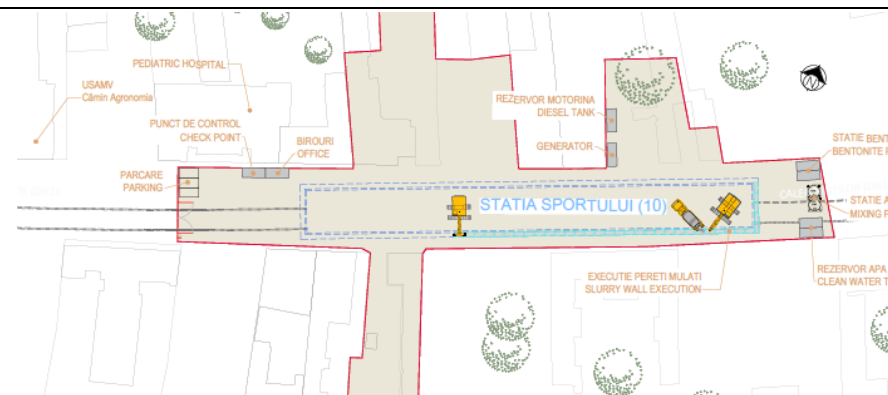 PEDIATRIC HOSPITAL
USAMV
Cămin Agronomia
PUNCT DE CONTROL
CHECK POINT
BIROURI
OFFICE
PARCARE
PARKING
REZERVOR MOTORINA
DIESEL TANK
GENERATOR
STATIE BENT
BENTONITE
STATIA SPORTULUI (10)
STATIE A
MIXING
EXECUTIE PERETI MULATI
SLURRY WALL EXECUTION
REZERVOR APA
CLEAN WATER T